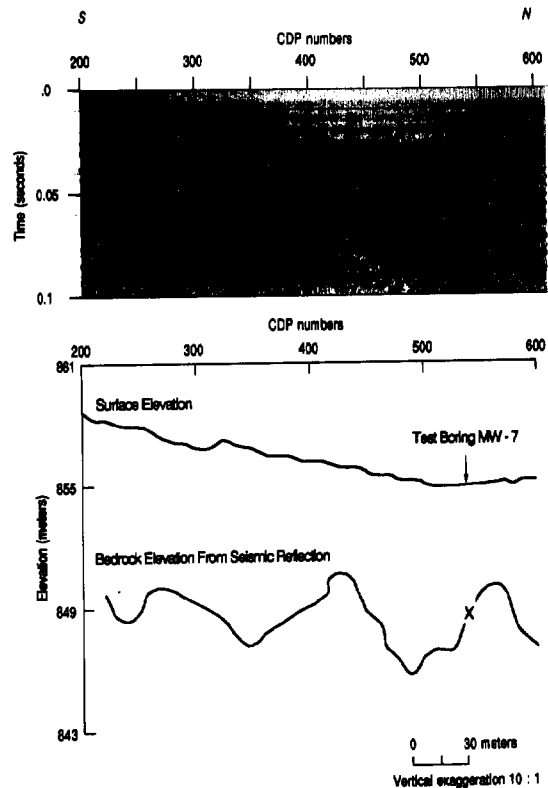 S N
CDP numbers
200 300 400 500 600
.0
0.05
0.1
Time (seconds)
CDP numbers
200 300 400 500 600
861
855
849
843
Elevation (meters)
Surface Elevation
Test Boring MW - 7
Bedrock Elevation From Seismic Reflection
X
0 30 meters
Vertical exaggeration 10 : 1